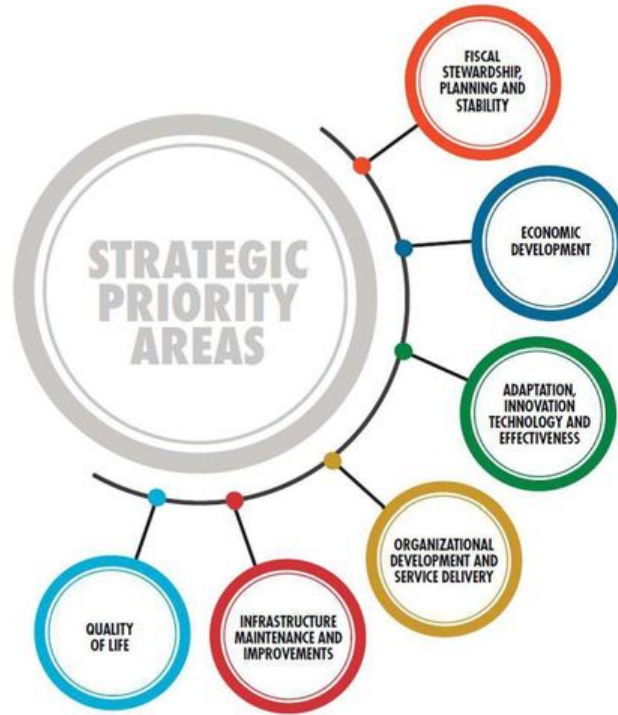 STRATEGIC
PRIORITY
AREAS
FISCAL
STEWARDSHIP,
PLANNING AND
STABILITY
ECONOMIC
DEVELOPMENT
ADAPTATION,
INNOVATION
TECHNOLOGY AND
EFFECTIVENESS
ORGANIZATIONAL
DEVELOPMENT AND
SERVICE DELIVERY
INFRASTRUCTURE
MAINTENANCE AND
IMPROVEMENTS
QUALITY
OF LIFE